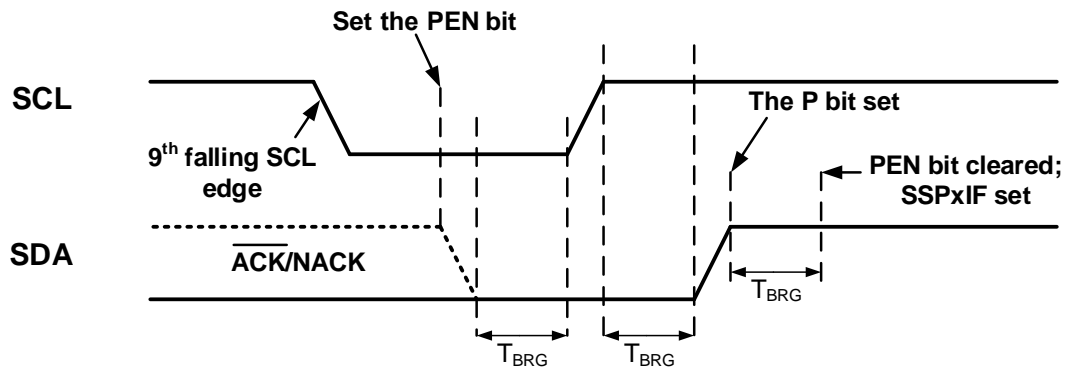 Set the PEN bit
SCL
The P bit set
9th falling SCL
edge
PEN bit cleared;
SSPxIF set
SDA
ACK/NACK
TBRG
TBRG
TBRG